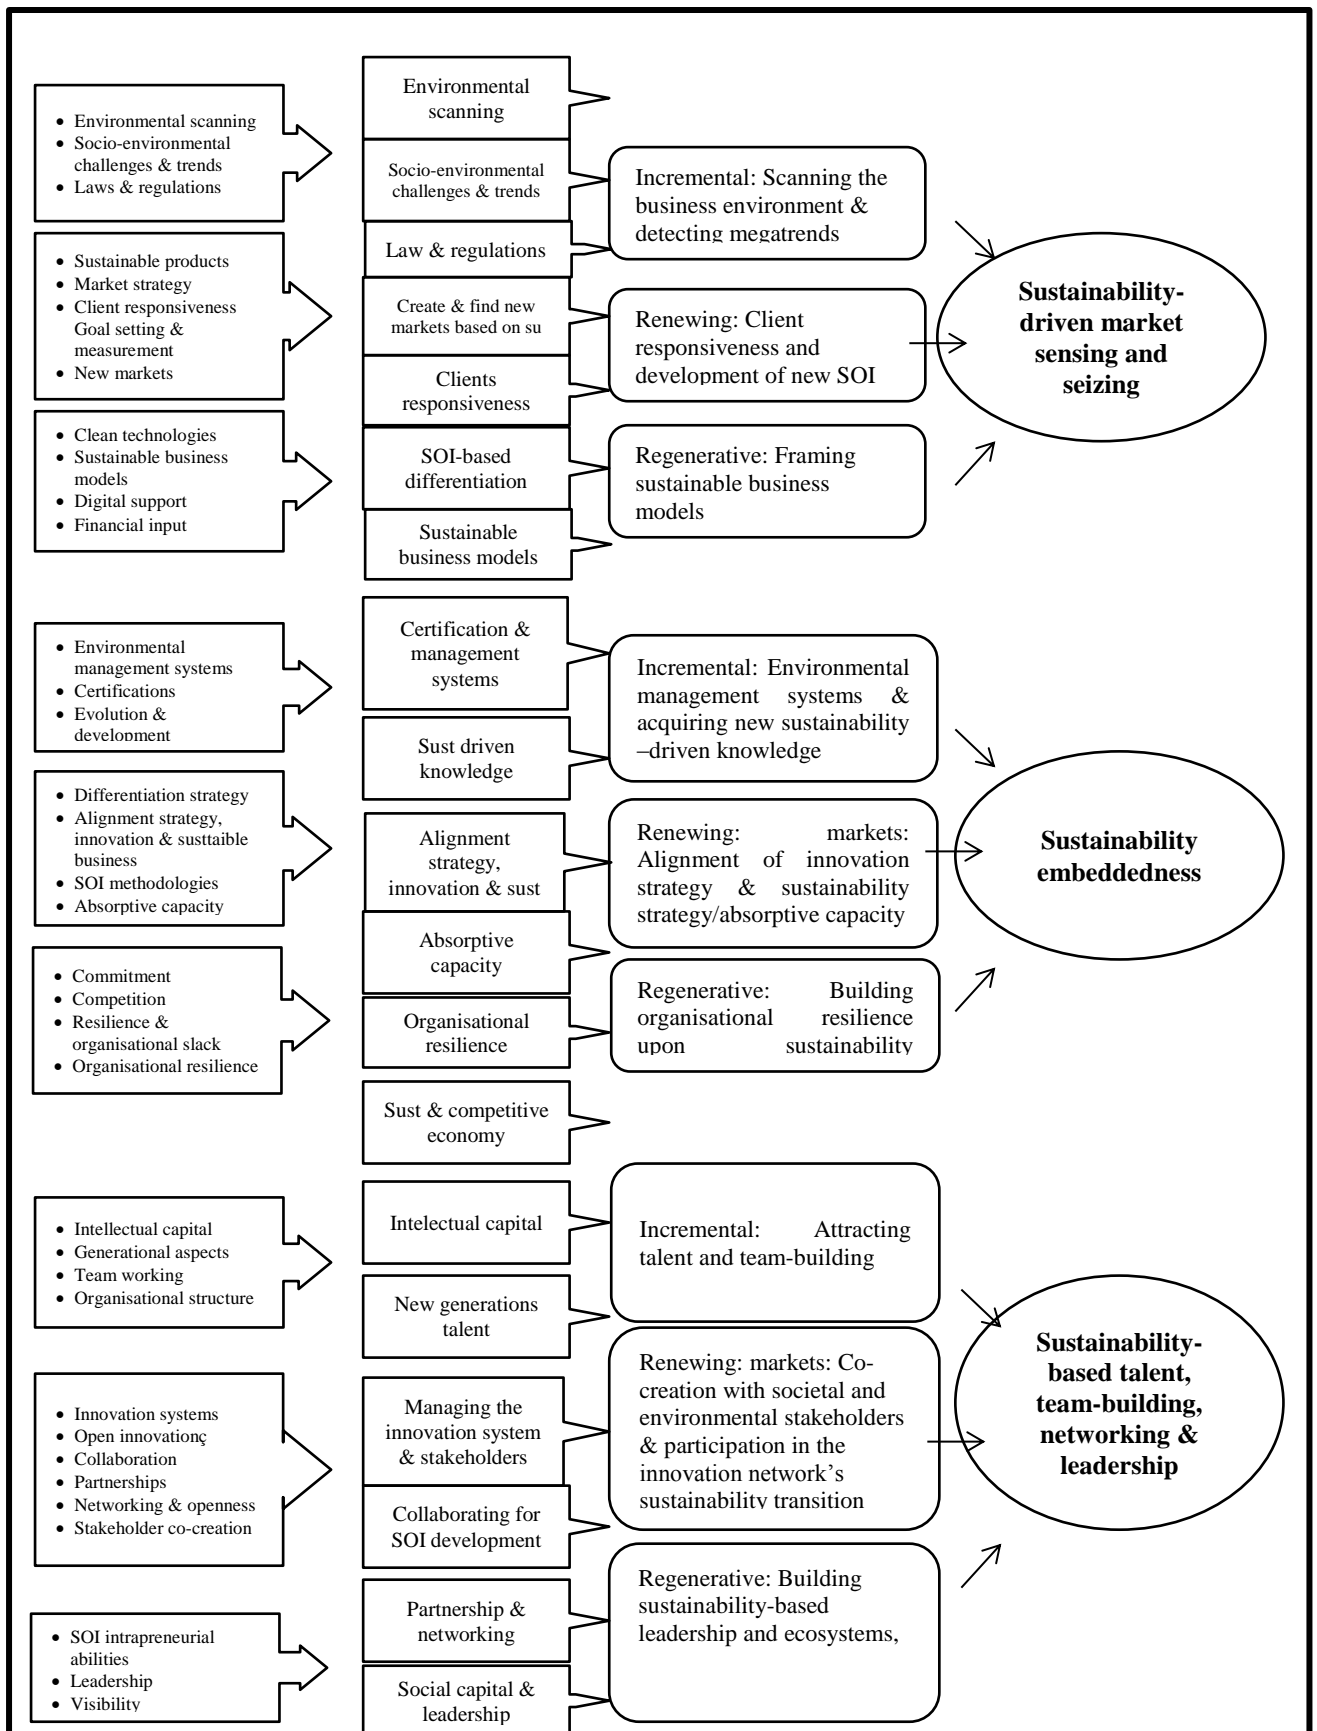 • Environmental scanning
• Socio-environmental
challenges & trends
• Laws & regulations
• Sustainable products
• Market strategy
• Client responsiveness
Goal setting &
measurement
• New markets
• Clean technologies
• Sustainable business
models
• Digital support
• Financial input
Environmental
scanning
Socio-environmental
challenges & trends
Law & regulations
Create & find new
markets based on su
Clients
responsiveness
SOI-based
differentiation
Sustainable
business models
Incremental: Scanning the
business environment &
detecting megatrends
Renewing: Client
responsiveness and
development of new SOI
Regenerative: Framing
sustainable business
models
Sustainability-
driven market
sensing and
seizing
• Environmental
management systems
• Certifications
• Evolution &
development
• Differentiation strategy
• Alignment strategy,
innovation & susttaible
business
• SOI methodologies
• Absorptive capacity
• Commitment
• Competition
• Resilience &
organisational slack
• Organisational resilience
Certification &
management
systems
Sust driven
knowledge
Alignment
strategy,
innovation & sust
Absorptive
capacity
Organisational
resilience
Sust & competitive
economy
Incremental: Environmental
management systems &
acquiring new sustainability
–driven knowledge
Renewing: markets:
Alignment of innovation
strategy & sustainability
strategy/absorptive capacity
Regenerative: Building
organisational resilience
upon sustainability
Sustainability
embeddedness
• Intellectual capital
• Generational aspects
• Team working
• Organisational structure
• Innovation systems
• Open innovationç
• Collaboration
• Partnerships
• Networking & openness
• Stakeholder co-creation
• SOI intrapreneurial
abilities
• Leadership
• Visibility
Intelectual capital
New generations
talent
Managing the
innovation system
& stakeholders
Collaborating for
SOI development
Partnership &
networking
Social capital &
leadership
Incremental: Attracting
talent and team-building
Renewing: markets: Co-
creation with societal and
environmental stakeholders
& participation in the
innovation network’s
sustainability transition
Regenerative: Building
sustainability-based
leadership and ecosystems,
Sustainability-
based talent,
team-building,
networking &
leadership